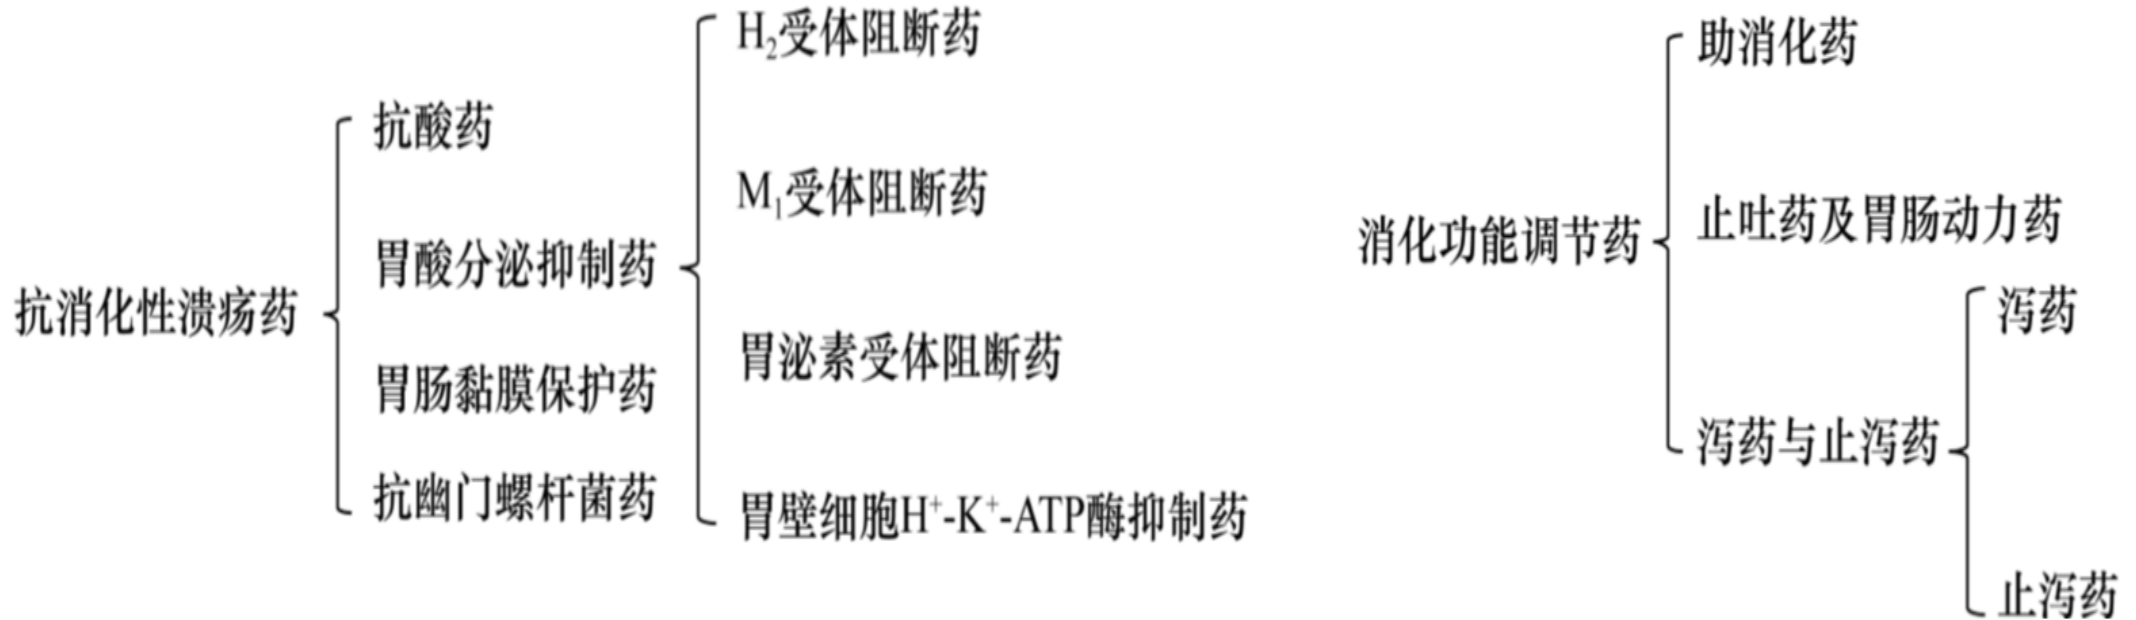 抗消化性溃疡药
抗酸药
胃酸分泌抑制药
H₂受体阻断药
M₁受体阻断药
胃泌素受体阻断药
胃壁细胞H⁺-K⁺-ATP酶抑制药
胃肠黏膜保护药
抗幽门螺杆菌药
消化功能调节药
助消化药
止吐药及胃肠动力药
泻药与止泻药
泻药
止泻药